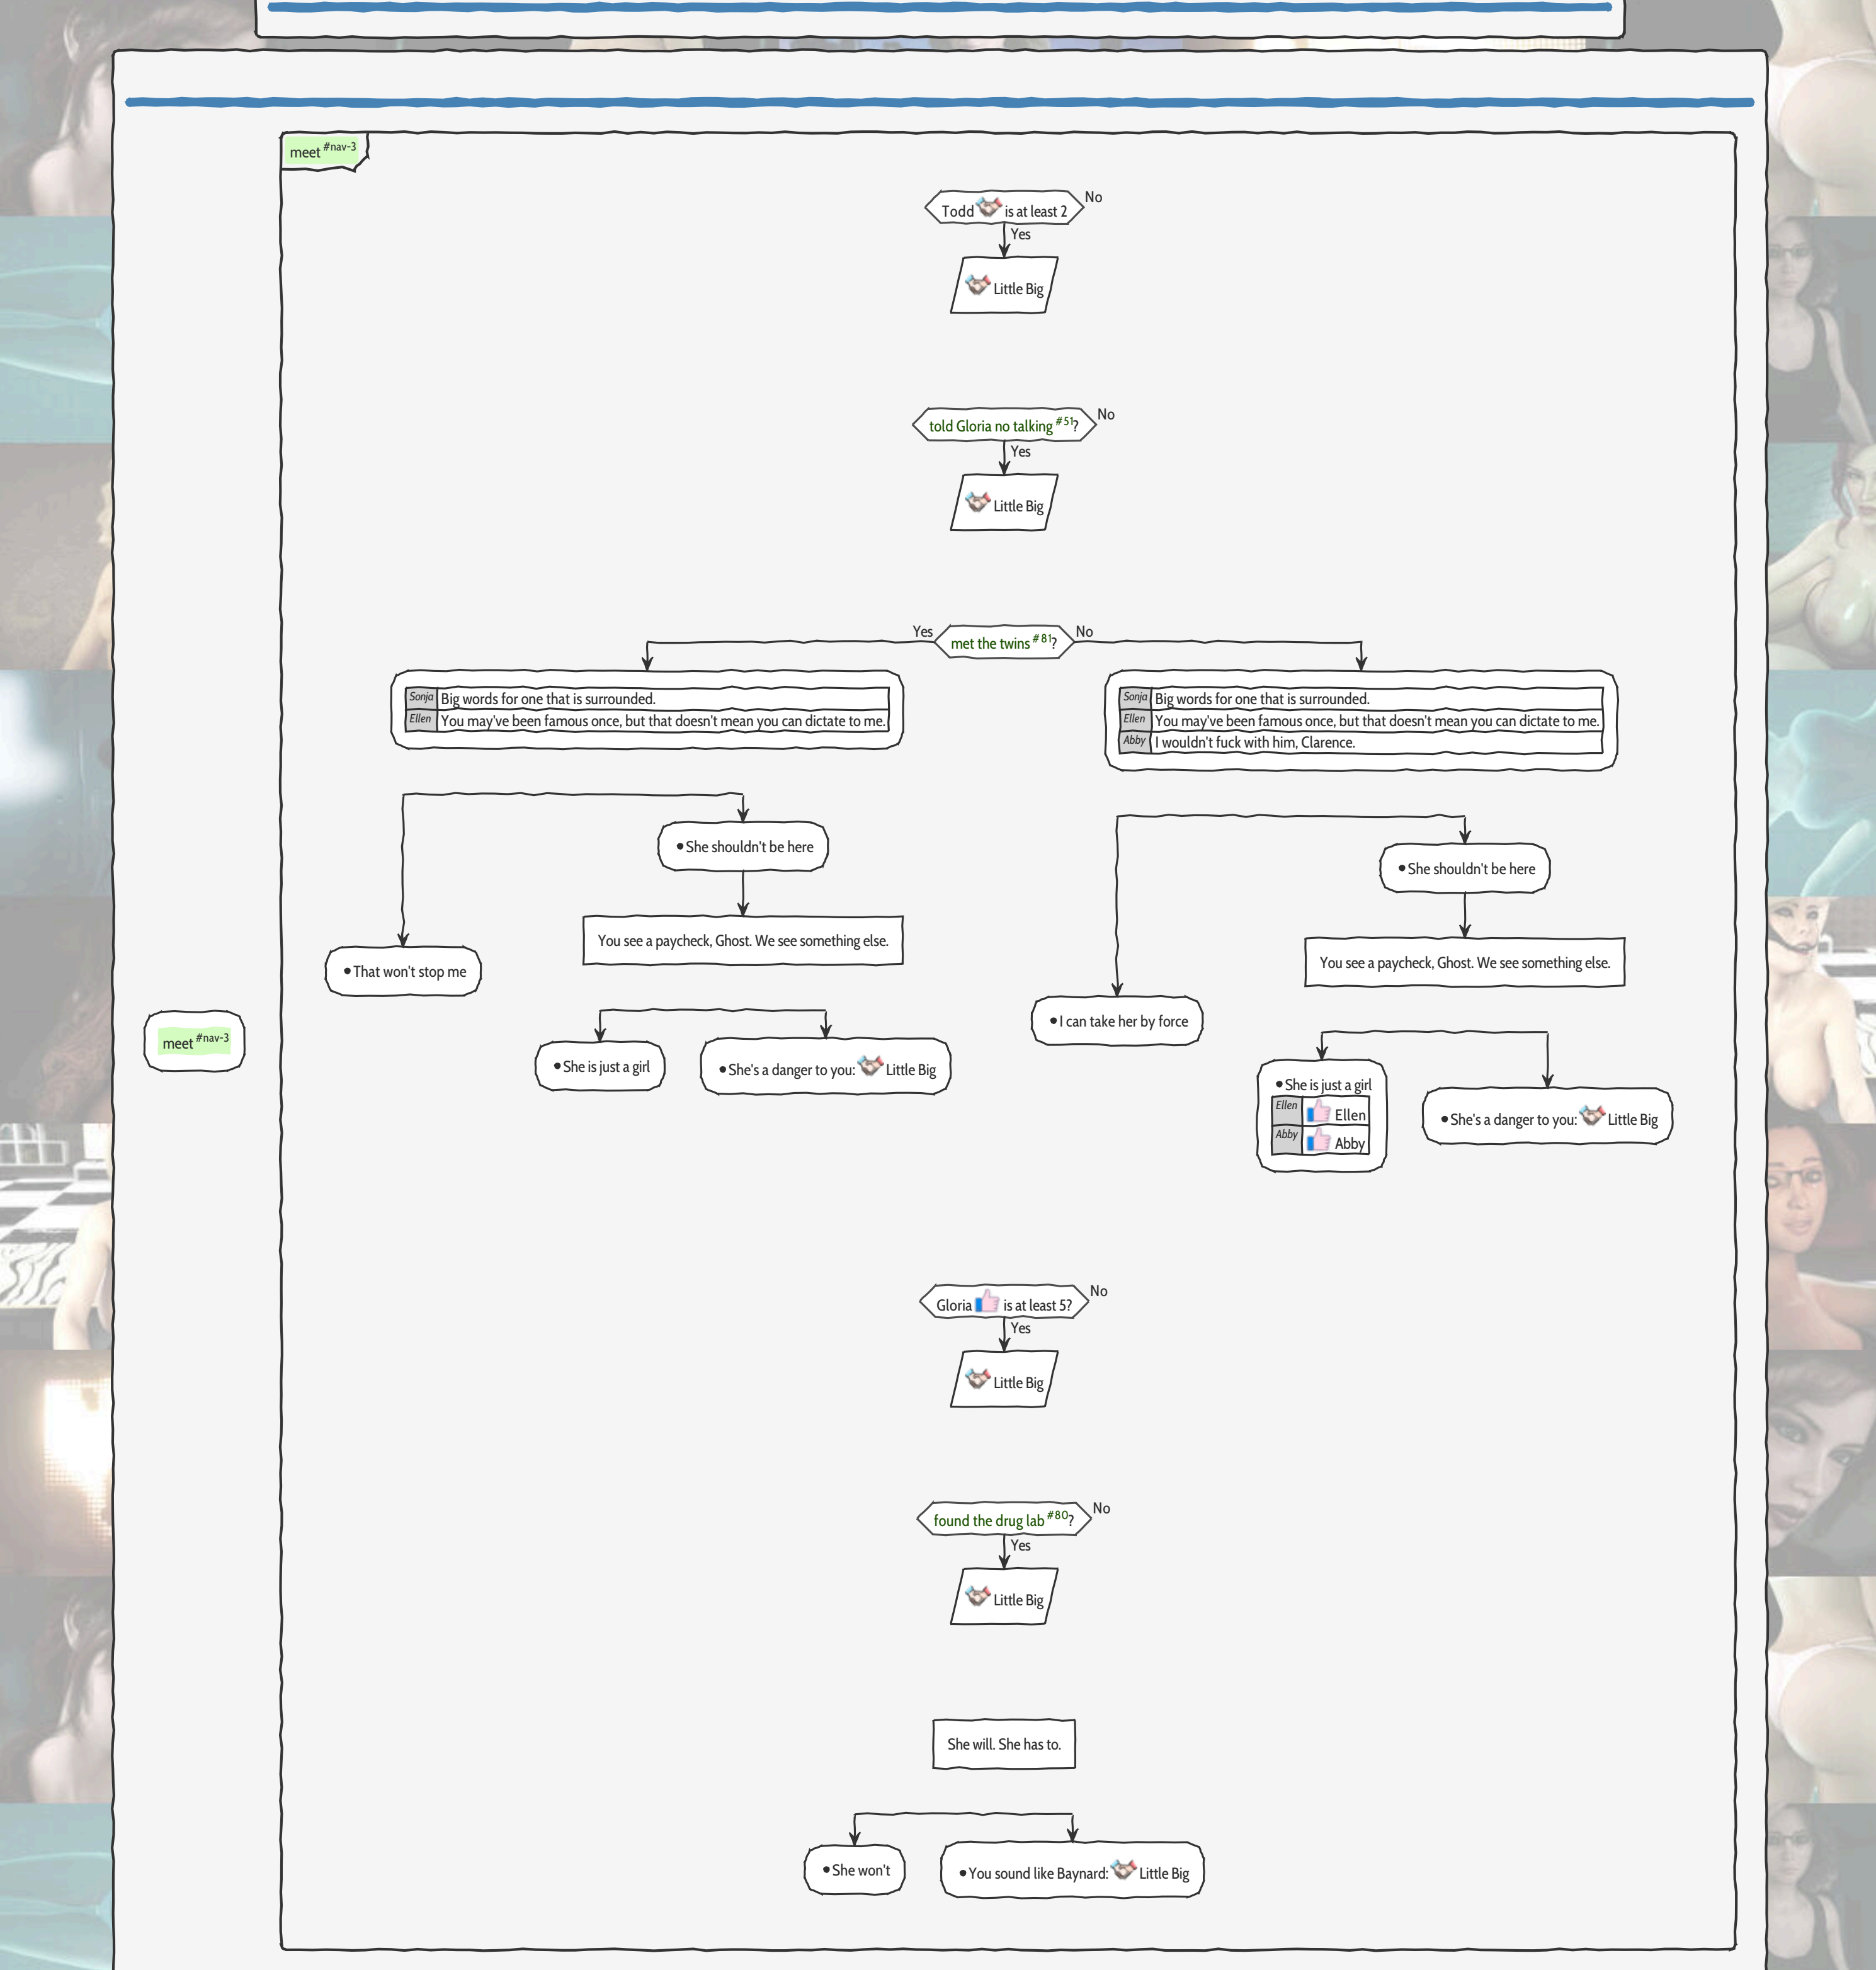 meet #nav-3
Todd is at least 2
No
Yes
Little Big
told Gloria no talking #51?
No
Yes
Little Big
Yes
met the twins #81?
No
Sonja Big words for one that is surrounded.
Ellen You may've been famous once, but that doesn't mean you can dictate to me.
Sonja Big words for one that is surrounded.
Ellen You may've been famous once, but that doesn't mean you can dictate to me.
Abby I wouldn't fuck with him, Clarence.
• She shouldn't be here
You see a paycheck, Ghost. We see something else.
• That won't stop me
• She is just a girl
• She's a danger to you: Little Big
• She shouldn't be here
You see a paycheck, Ghost. We see something else.
• I can take her by force
• She is just a girl
Ellen Ellen
Abby Abby
• She's a danger to you: Little Big
meet #nav-3
Gloria is at least 5?
No
Yes
Little Big
found the drug lab #80?
No
Yes
Little Big
She will. She has to.
• She won't
• You sound like Baynard: Little Big